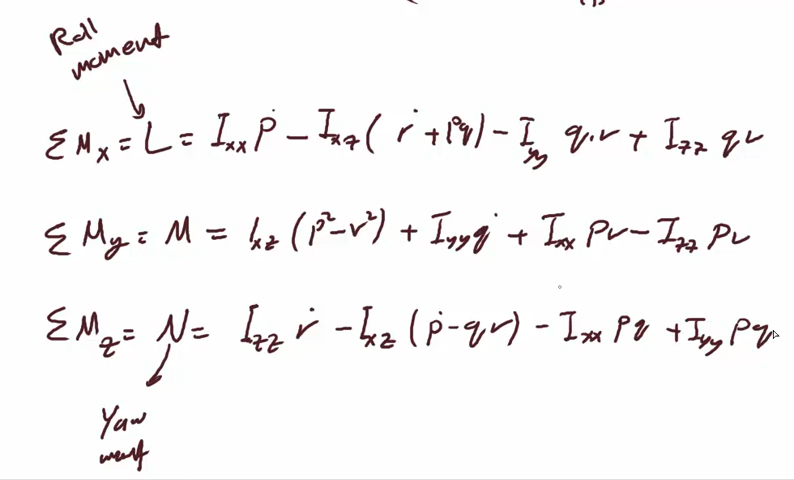 Roll
moment
ΣM_x = L = I_xx ṗ − I_xz ( ṙ + pq) − I_yy q·r + I_zz qr
ΣM_y = M = I_xz (p² − r²) + I_yy q̇ + I_xx pr − I_zz pr
ΣM_z = N = I_zz ṙ − I_xz (ṗ − qr) − I_xx pq + I_yy pq
Yaw